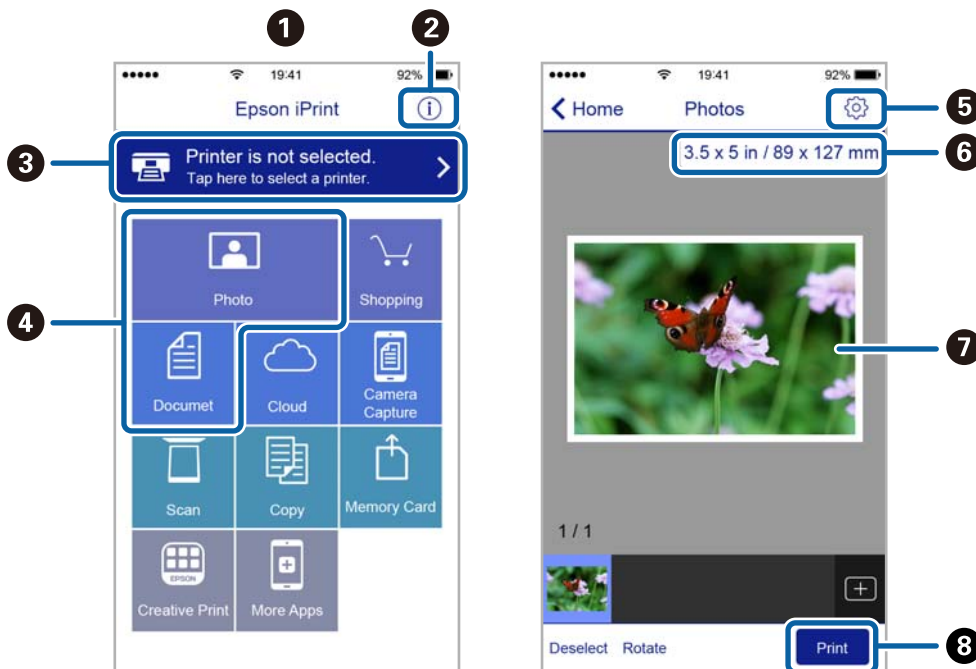 1
2
19:41
92%
Epson iPrint
i
3
Printer is not selected.
Tap here to select a printer.
4
Photo
Shopping
Documet
Cloud
Camera
Capture
Scan
Copy
Memory Card
EPSON
Creative Print
More Apps
19:41
92%
Home
Photos
5
3.5 x 5 in / 89 x 127 mm
6
7
1 / 1
Deselect
Rotate
Print
8